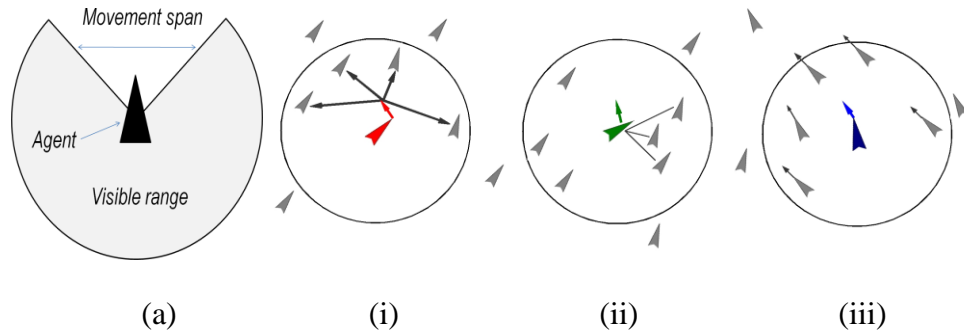 Movement span
Agent
Visible range
(a)
(i)
(ii)
(iii)